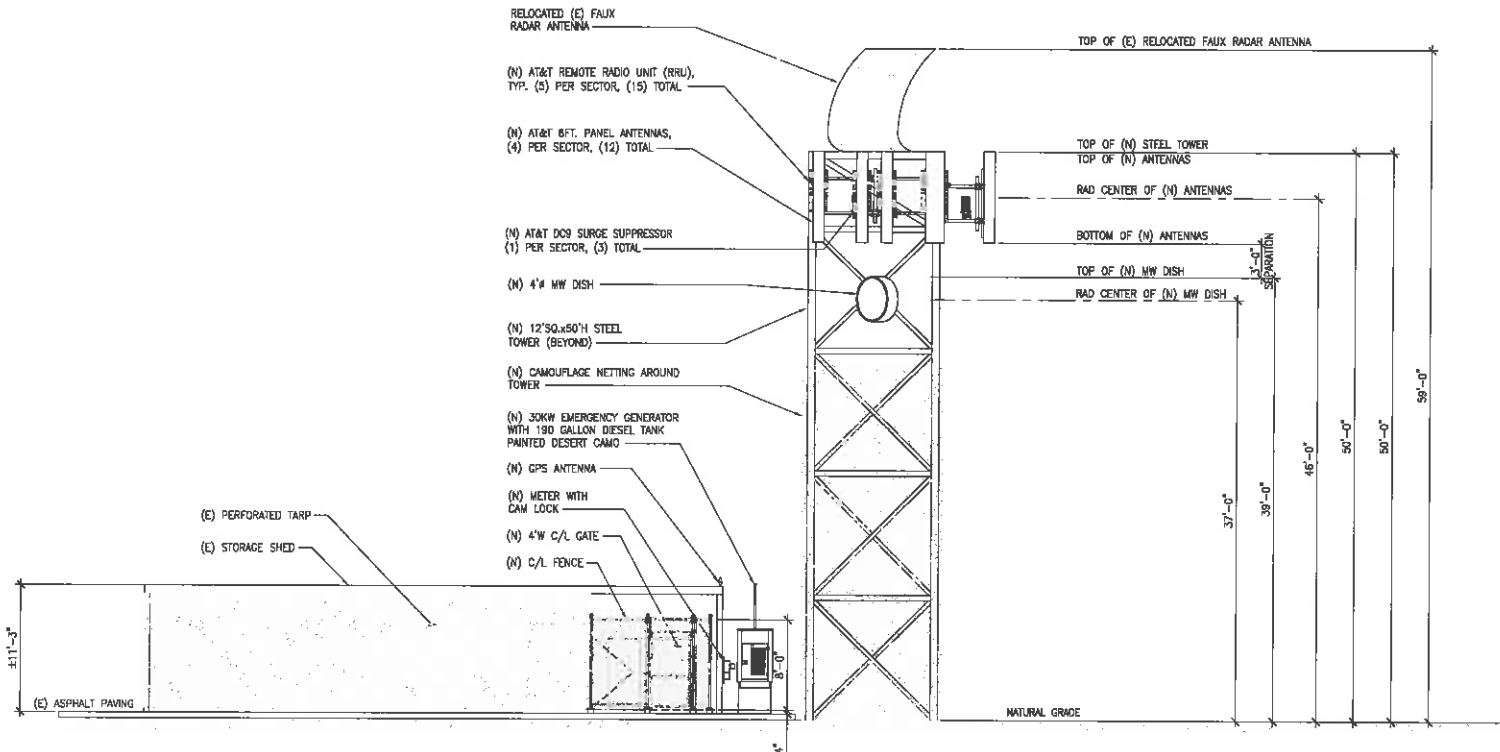 RELOCATED (E) FAUX
RADAR ANTENNA
(N) AT&T REMOTE RADIO UNIT (RRU),
TYP. (5) PER SECTOR, (15) TOTAL
(N) AT&T 8FT. PANEL ANTENNAS,
(4) PER SECTOR, (12) TOTAL
(N) AT&T DC9 SURGE SUPPRESSOR
(1) PER SECTOR, (3) TOTAL
(N) 4'ø MW DISH
(N) 12'SQ.x50'H STEEL
TOWER (BEYOND)
(N) CAMOUFLAGE NETTING AROUND
TOWER
(N) 30KW EMERGENCY GENERATOR
WITH 190 GALLON DIESEL TANK
PAINTED DESERT CAMO
(N) GPS ANTENNA
(N) METER WITH
CAM LOCK
(N) 4'W C/L GATE
(N) C/L FENCE
(E) PERFORATED TARP
(E) STORAGE SHED
±11'-3"
(E) ASPHALT PAVING
8'-0"
4"
TOP OF (E) RELOCATED FAUX RADAR ANTENNA
TOP OF (N) STEEL TOWER
TOP OF (N) ANTENNAS
RAD CENTER OF (N) ANTENNAS
BOTTOM OF (N) ANTENNAS
3'-0"
SEPARATION
TOP OF (N) MW DISH
RAD CENTER OF (N) MW DISH
37'-0"
39'-0"
46'-0"
50'-0"
50'-0"
59'-0"
NATURAL GRADE